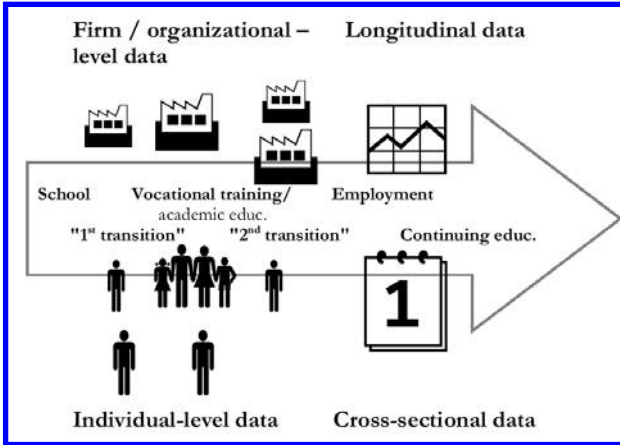 Firm / organizational –
level data
Longitudinal data
School
Vocational training/
academic educ.
Employment
"1st transition"
"2nd transition"
Continuing educ.
1
Individual-level data
Cross-sectional data